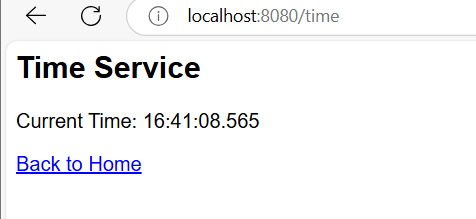 localhost:8080/time
Time Service
Current Time: 16:41:08.565
Back to Home